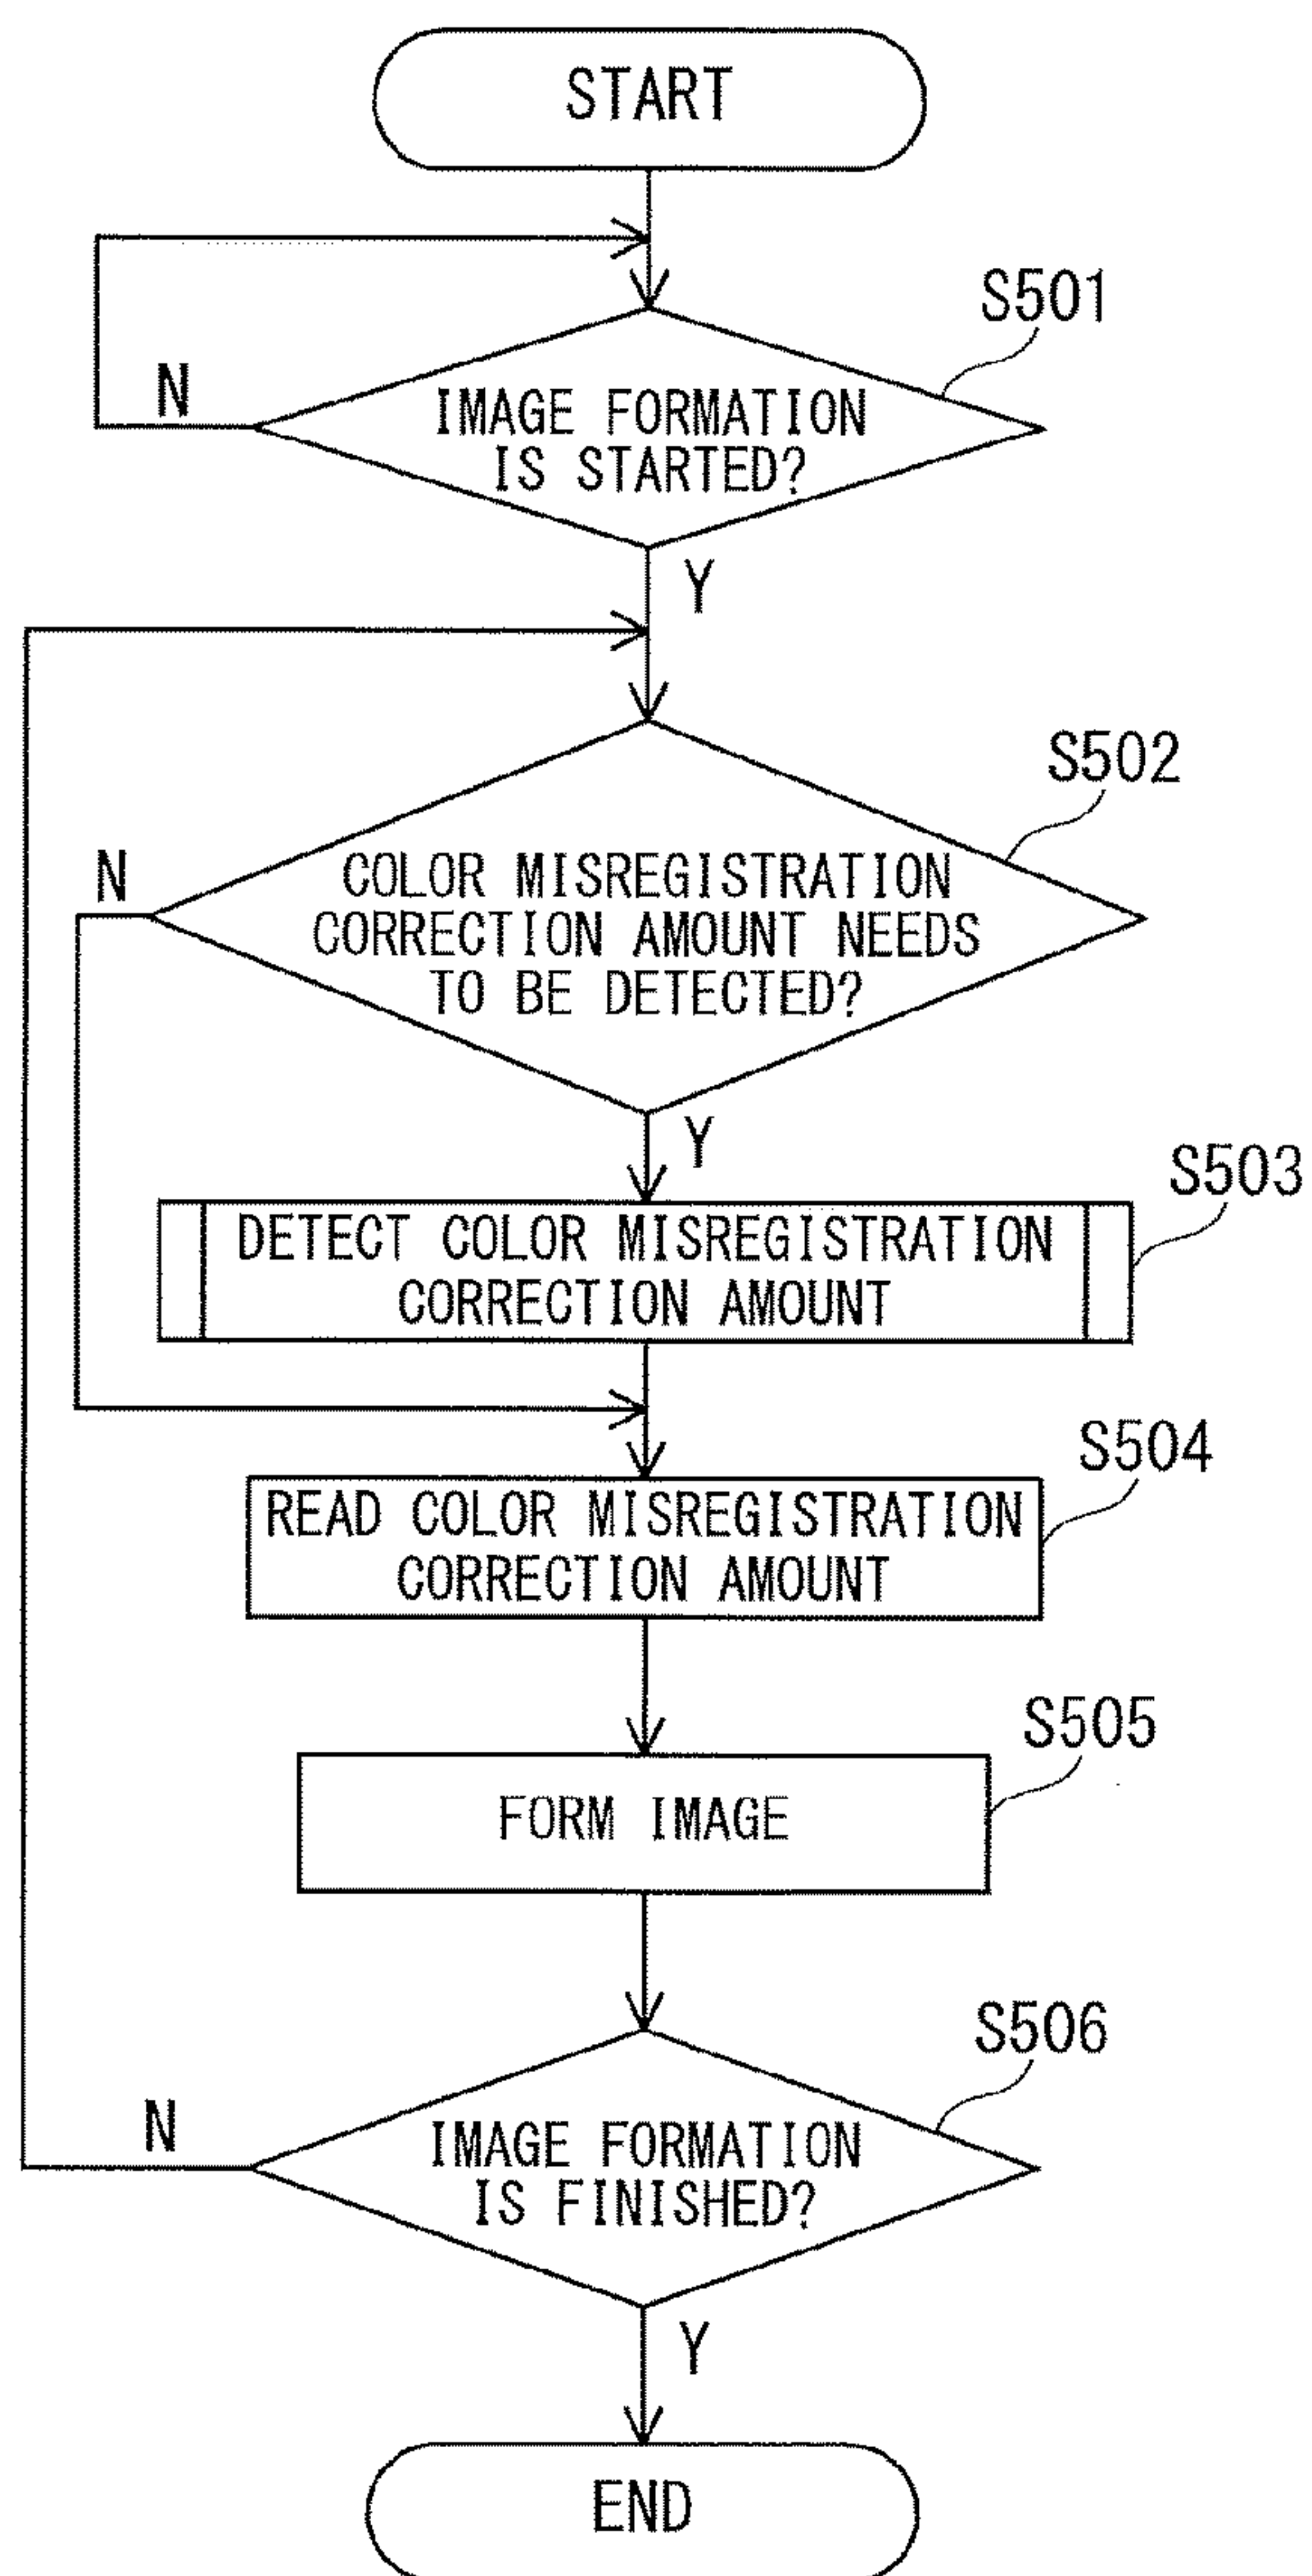 START
S501
N
IMAGE FORMATION
IS STARTED?
Y
S502
N
COLOR MISREGISTRATION
CORRECTION AMOUNT NEEDS
TO BE DETECTED?
Y
S503
DETECT COLOR MISREGISTRATION
CORRECTION AMOUNT
S504
READ COLOR MISREGISTRATION
CORRECTION AMOUNT
S505
FORM IMAGE
S506
N
IMAGE FORMATION
IS FINISHED?
Y
END